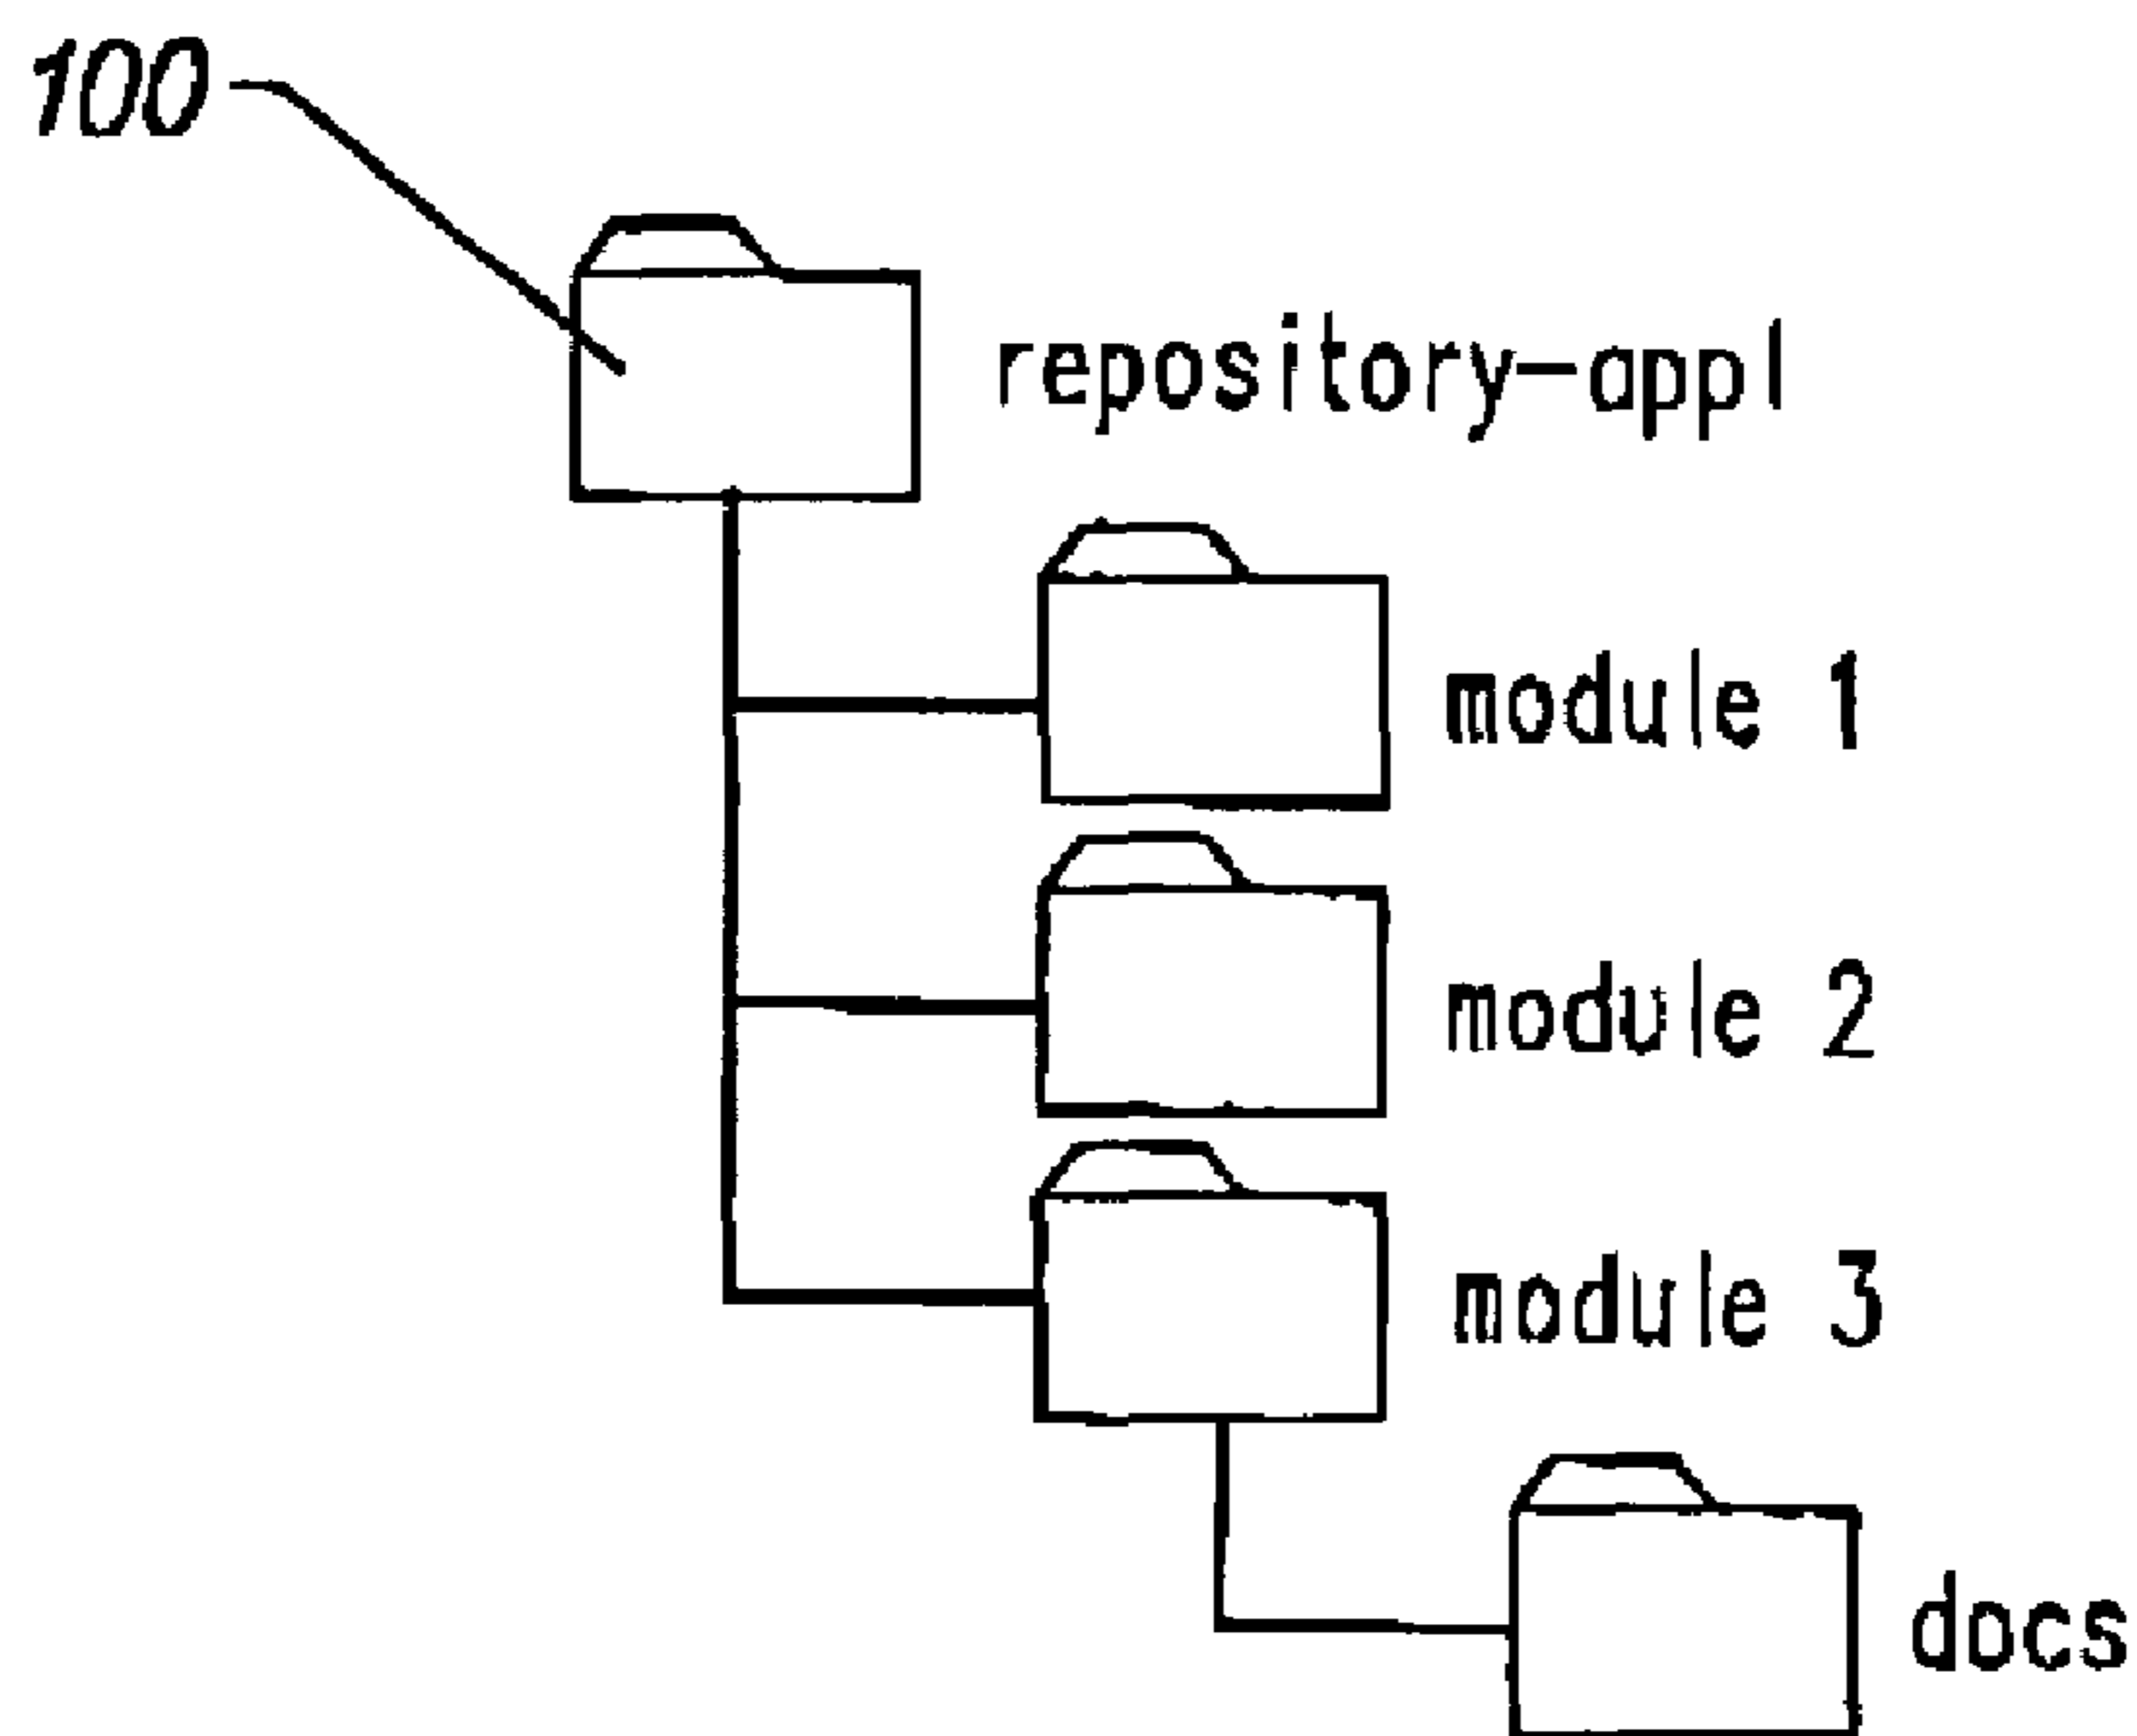 100
repository-appl
module 1
module 2
module 3
docs